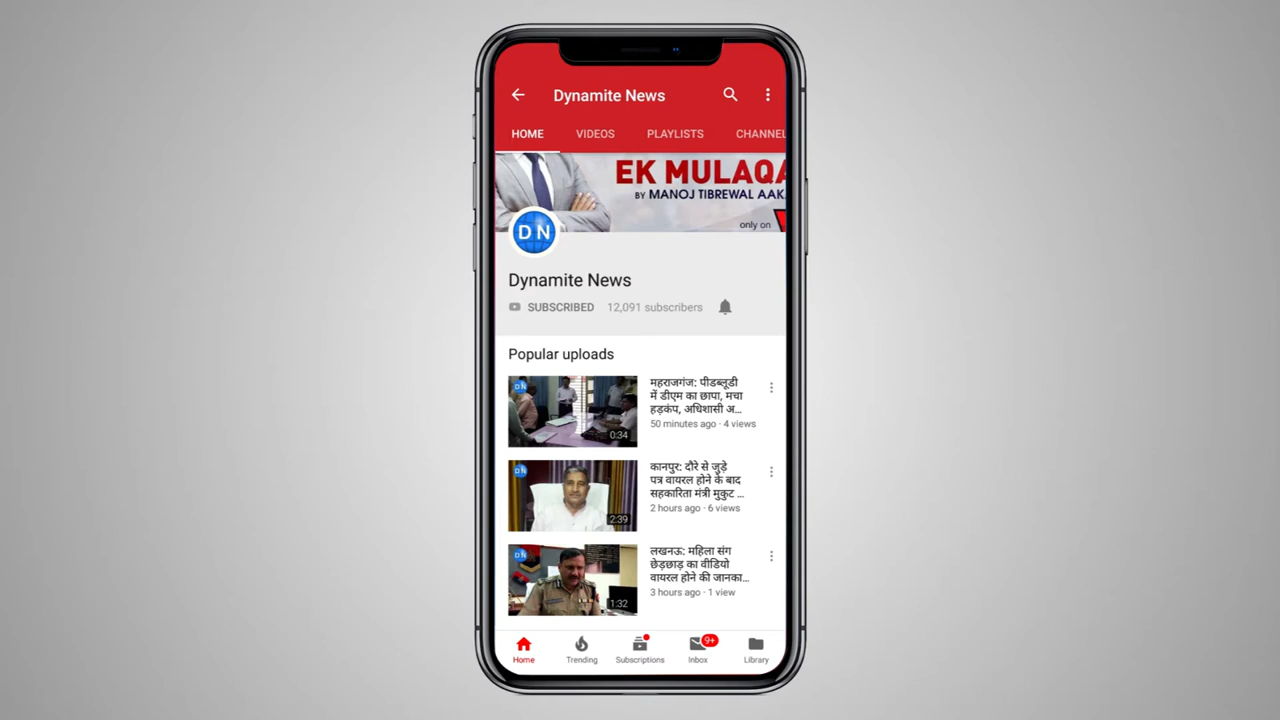 Dynamite News
HOME VIDEOS PLAYLISTS CHANNEL
EK MULAQA
BY MANOJ TIBREWAL AAKA
only on
D N
Dynamite News
SUBSCRIBED 12,091 subscribers
Popular uploads
DN
महराजगंज: पीडब्लूडी
में डीएम का छापा, मचा
हड़कंप, अधिशासी अ...
50 minutes ago · 4 views
0:34
DN
कानपुर: दौरे से जुड़े
पत्र वायरल होने के बाद
सहकारिता मंत्री मुकुट ...
2 hours ago · 6 views
2:39
DN
लखनऊ: महिला संग
छेड़छाड़ का वीडियो
वायरल होने की जानका...
3 hours ago · 1 view
1:32
9+
Home Trending Subscriptions Inbox Library